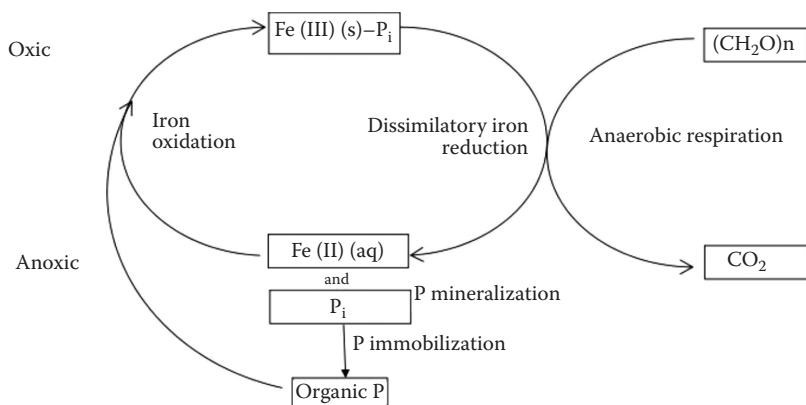 Oxic
Fe (III) (s)–Pᵢ
(CH₂O)n
Iron
oxidation
Dissimilatory iron
reduction
Anaerobic respiration
Anoxic
Fe (II) (aq)
CO₂
and
P mineralization
Pᵢ
P immobilization
Organic P